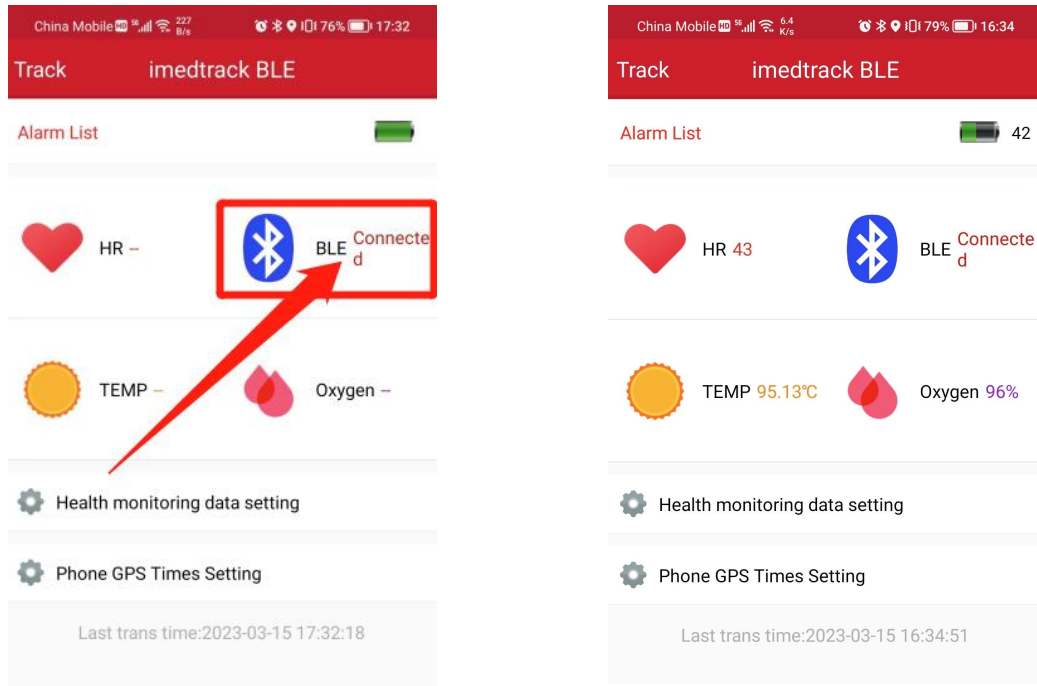 China Mobile HD 5G 227 B/s 76% 17:32
Track imedtrack BLE
Alarm List
HR --
BLE Connecte
d
TEMP --
Oxygen --
Health monitoring data setting
Phone GPS Times Setting
Last trans time:2023-03-15 17:32:18
China Mobile HD 5G 6.4 K/s 79% 16:34
Track imedtrack BLE
Alarm List 42
HR 43
BLE Connecte
d
TEMP 95.13℃
Oxygen 96%
Health monitoring data setting
Phone GPS Times Setting
Last trans time:2023-03-15 16:34:51